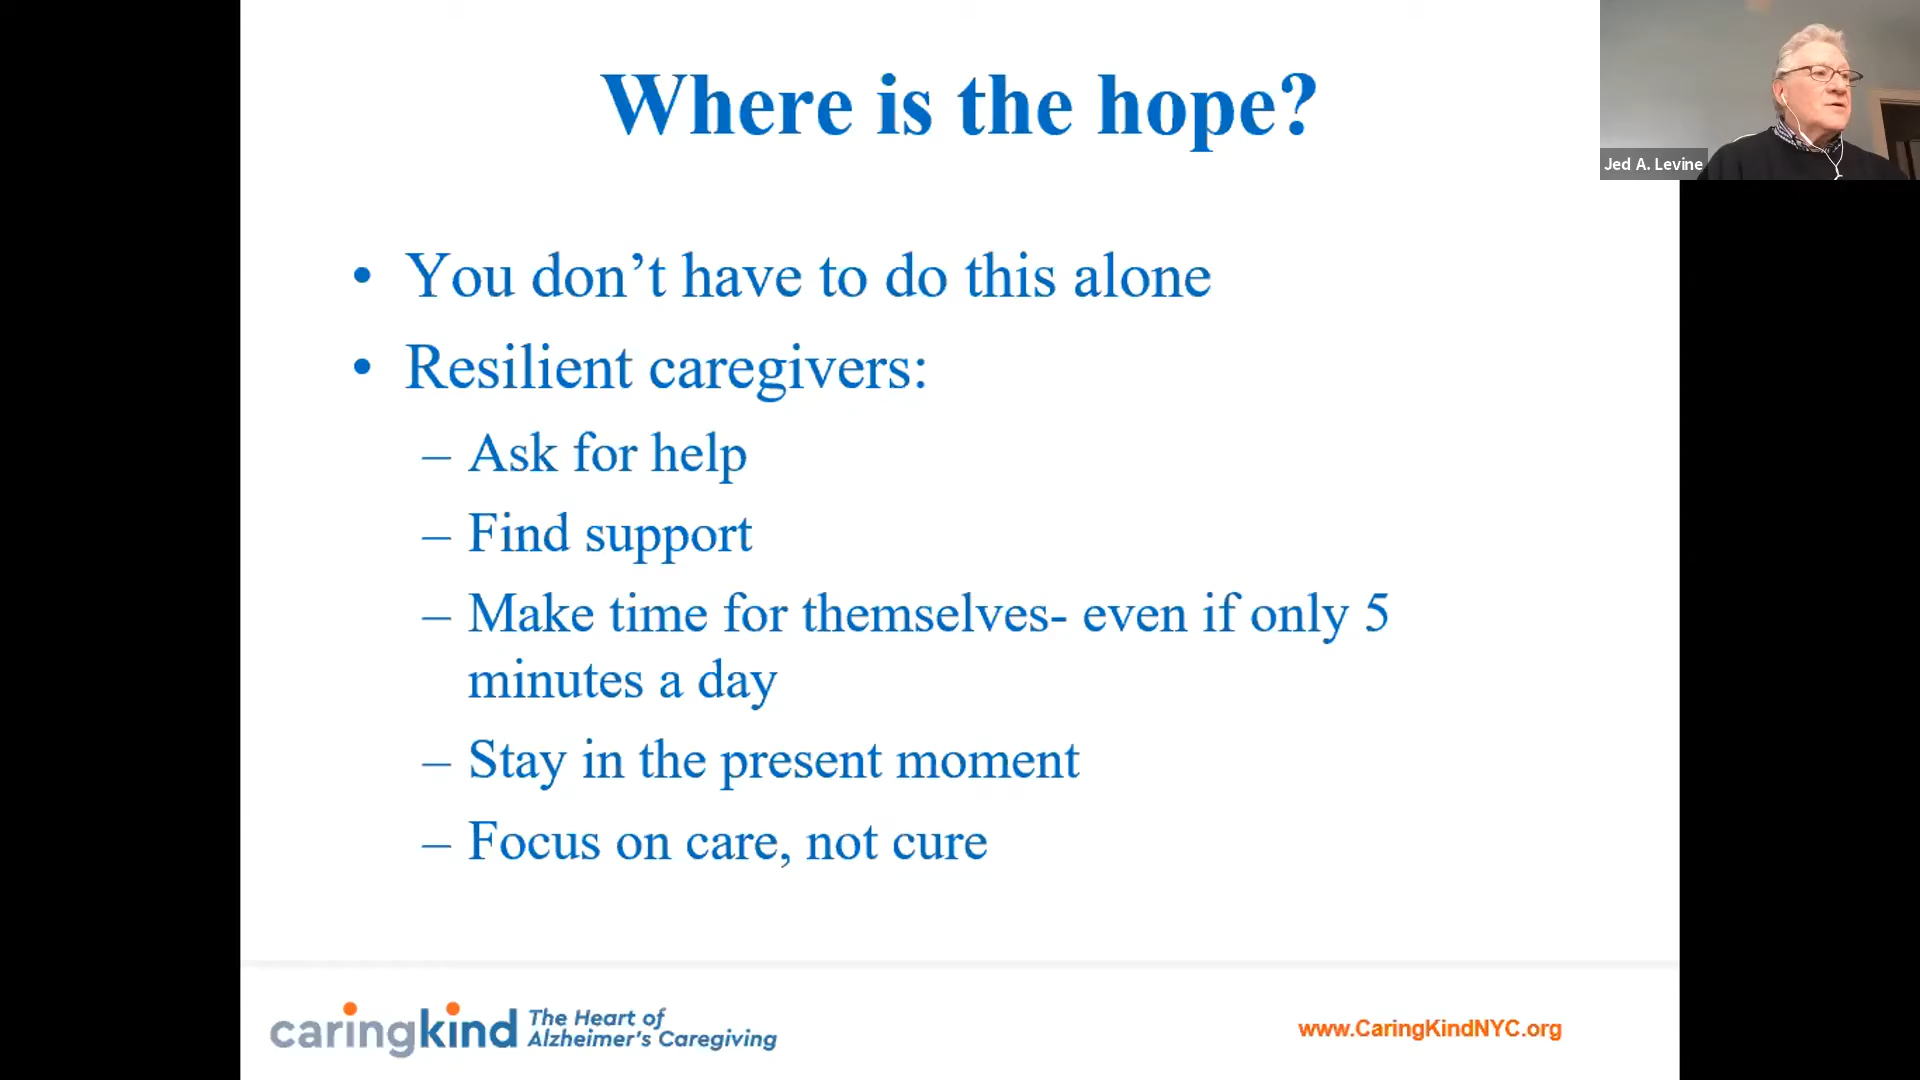 Where is the hope?
Jed A. Levine
• You don’t have to do this alone
• Resilient caregivers:
– Ask for help
– Find support
– Make time for themselves- even if only 5
minutes a day
– Stay in the present moment
– Focus on care, not cure
caringkind
The Heart of
Alzheimer's Caregiving
www.CaringKindNYC.org